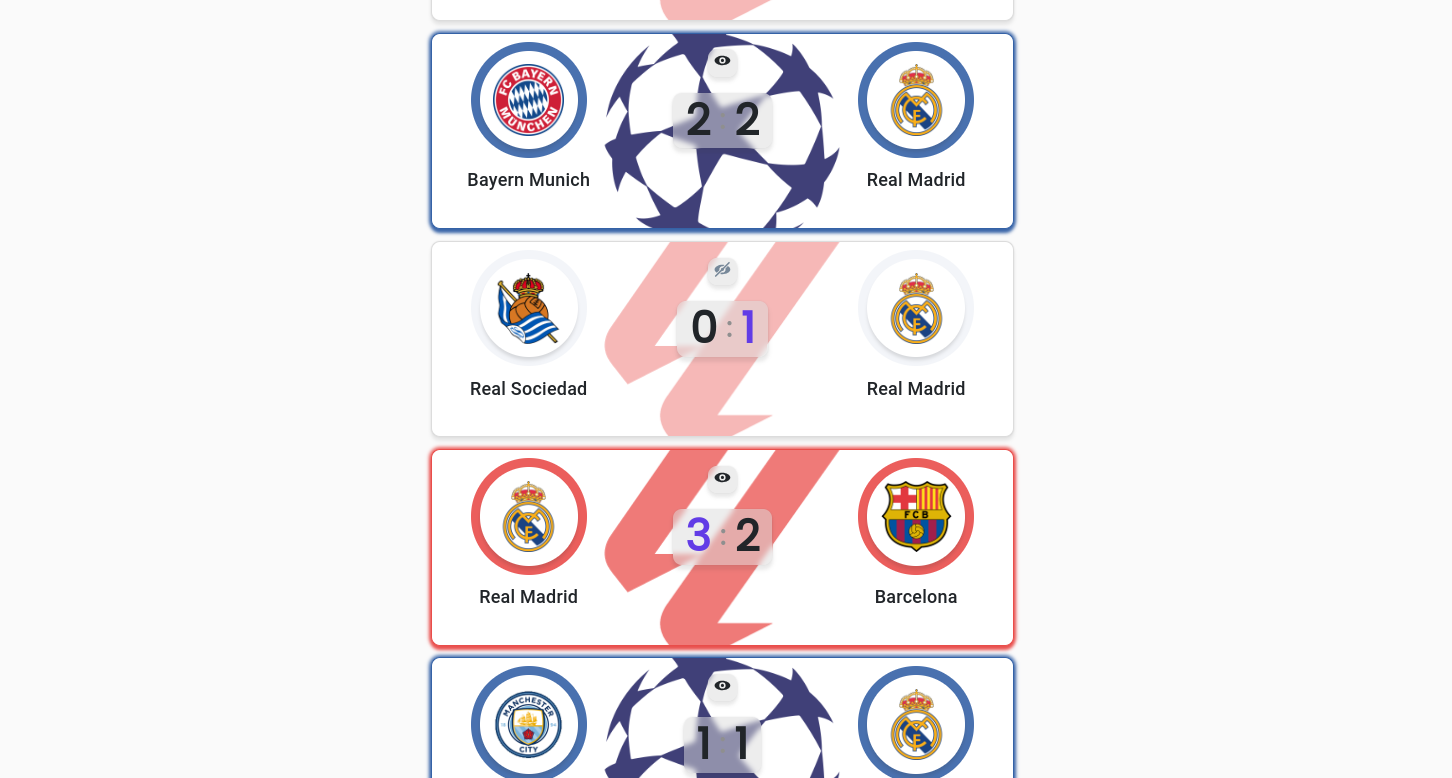 FC BAYERN
MÜNCHEN
2 2
Bayern Munich
Real Madrid
0 : 1
Real Sociedad
Real Madrid
FCB
3 : 2
Real Madrid
Barcelona
MANCHESTER
CITY
1 1